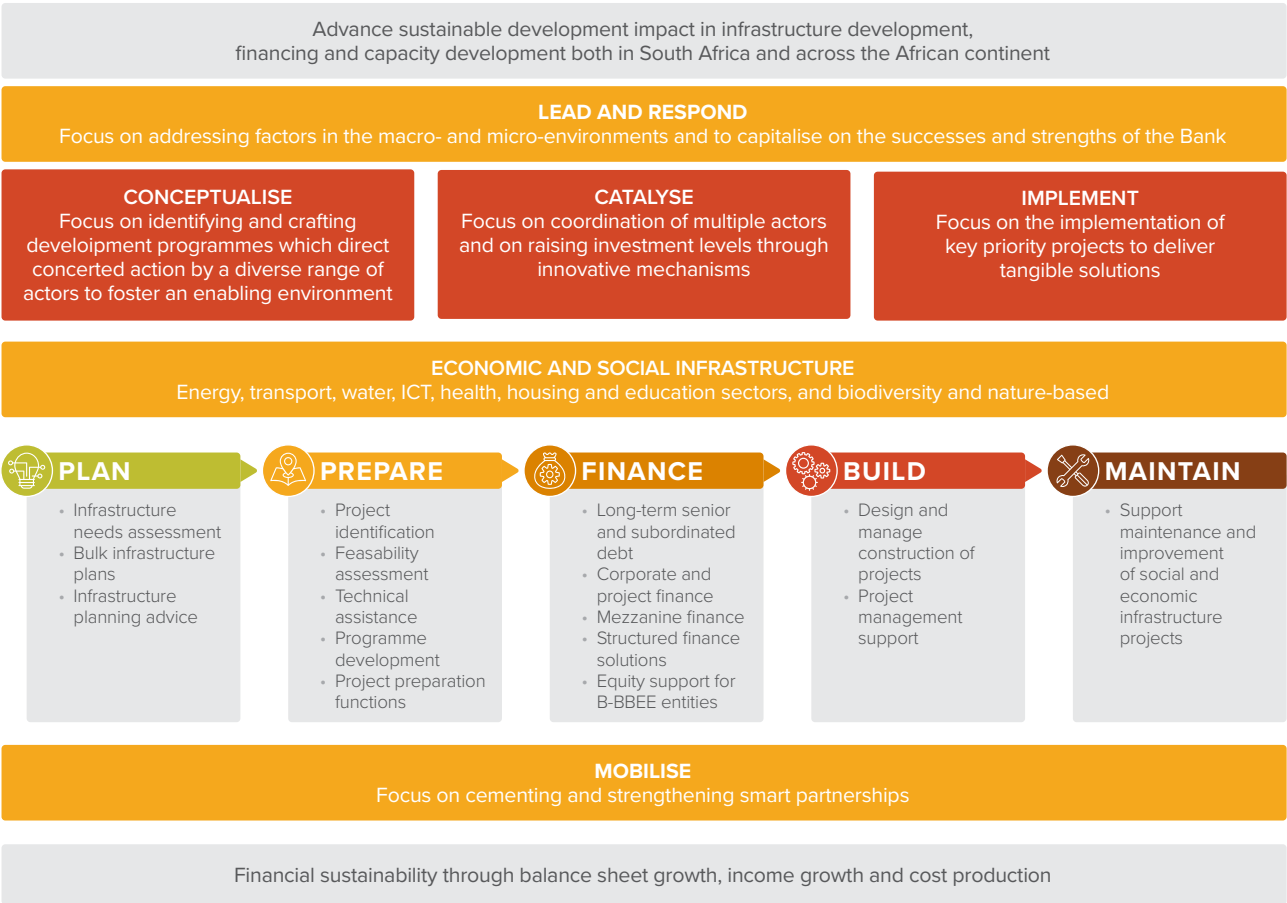 Advance sustainable development impact in infrastructure development,
financing and capacity development both in South Africa and across the African continent
LEAD AND RESPOND
Focus on addressing factors in the macro- and micro-environments and to capitalise on the successes and strengths of the Bank
CONCEPTUALISE
Focus on identifying and crafting
develoipment programmes which direct
concerted action by a diverse range of
actors to foster an enabling environment
CATALYSE
Focus on coordination of multiple actors
and on raising investment levels through
innovative mechanisms
IMPLEMENT
Focus on the implementation of
key priority projects to deliver
tangible solutions
ECONOMIC AND SOCIAL INFRASTRUCTURE
Energy, transport, water, ICT, health, housing and education sectors, and biodiversity and nature-based
PLAN
• Infrastructure
needs assessment
• Bulk infrastructure
plans
• Infrastructure
planning advice
PREPARE
• Project
identification
• Feasability
assessment
• Technical
assistance
• Programme
development
• Project preparation
functions
FINANCE
• Long-term senior
and subordinated
debt
• Corporate and
project finance
• Mezzanine finance
• Structured finance
solutions
• Equity support for
B-BBEE entities
BUILD
• Design and
manage
construction of
projects
• Project
management
support
MAINTAIN
• Support
maintenance and
improvement
of social and
economic
infrastructure
projects
MOBILISE
Focus on cementing and strengthening smart partnerships
Financial sustainability through balance sheet growth, income growth and cost production